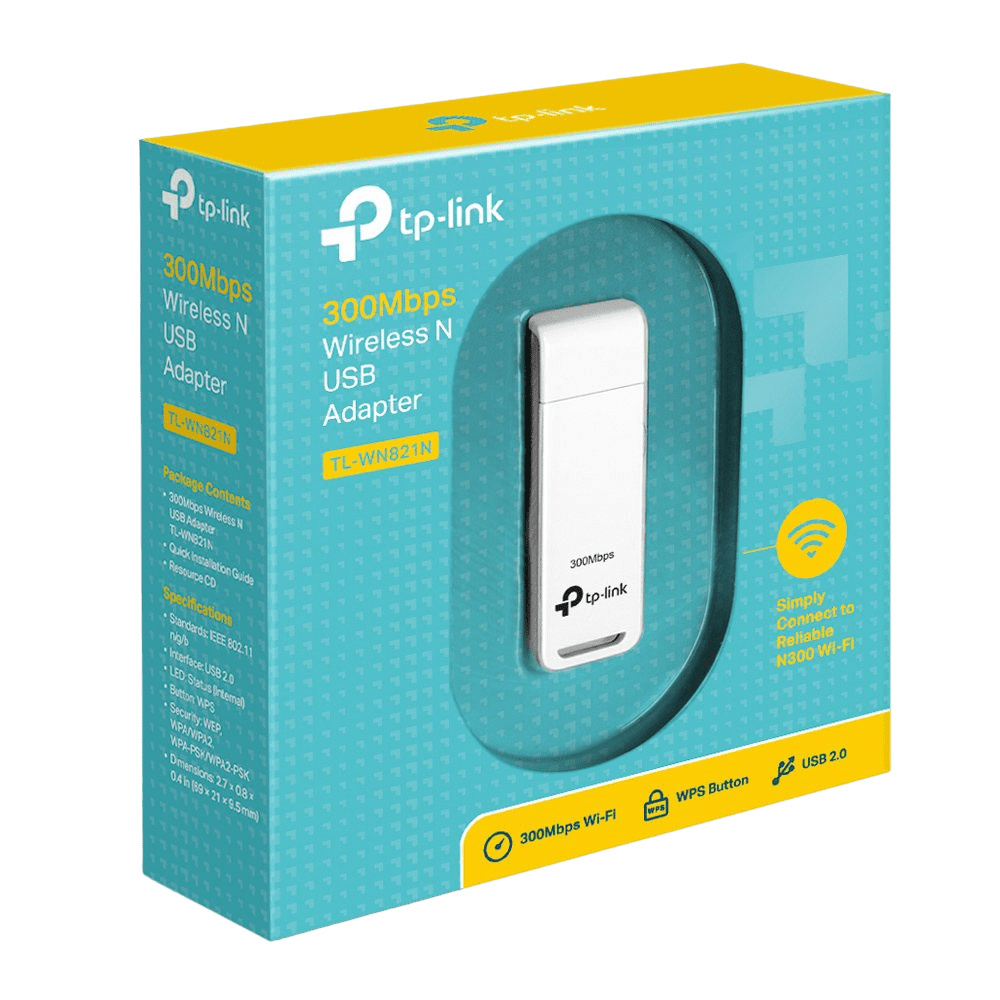 tp-link
tp-link
300Mbps
Wireless N
USB
Adapter
TL-WN821N
Package Contents
• 300Mbps Wireless N
USB Adapter
TL-WN821N
• Quick Installation Guide
• Resource CD
Specifications
• Standards: IEEE 802.11
n/g/b
• Interface: USB 2.0
• LED: Status (Internal)
• Button: WPS
• Security: WEP,
WPA/WPA2,
WPA-PSK/WPA2-PSK
• Dimensions: 2.7 × 0.8 ×
0.4 in (69 × 21 × 9.5 mm)
tp-link
300Mbps
Wireless N
USB
Adapter
TL-WN821N
300Mbps
tp-link
Simply
Connect to
Reliable
N300 Wi-Fi
300Mbps Wi-Fi
WPS
WPS Button
USB 2.0